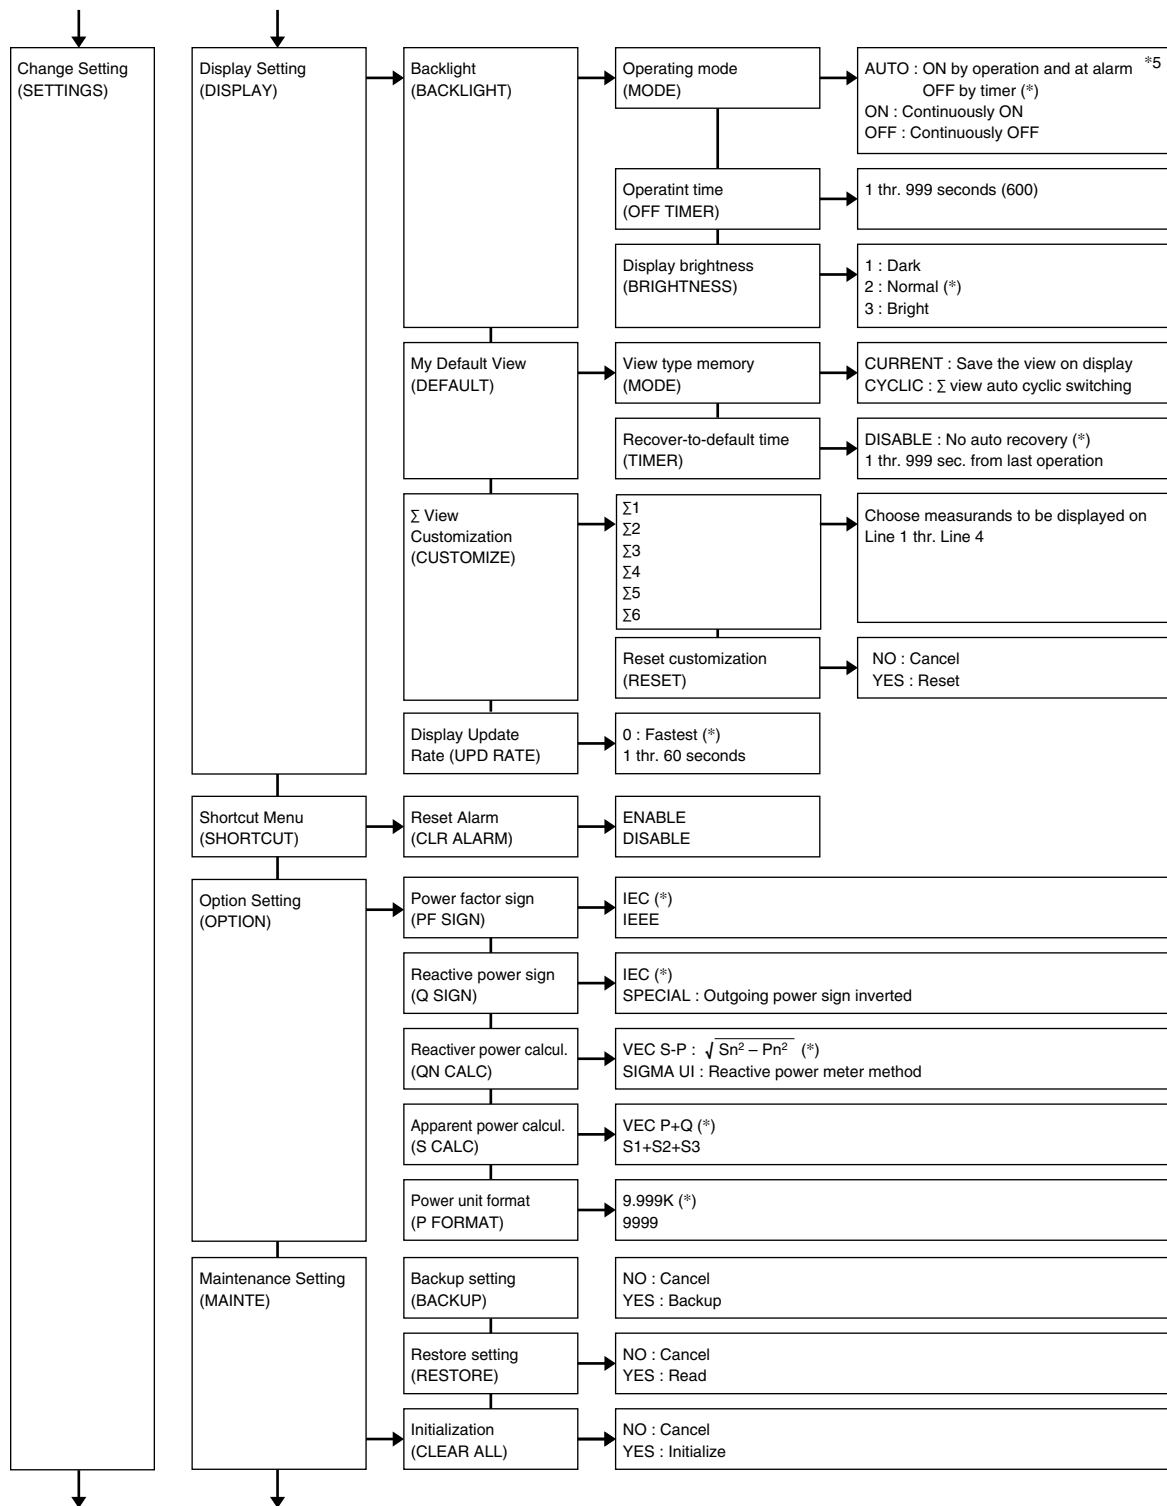 Change Setting
(SETTINGS)
Display Setting
(DISPLAY)
Backlight
(BACKLIGHT)
Operating mode
(MODE)
AUTO : ON by operation and at alarm *5
OFF by timer (*)
ON : Continuously ON
OFF : Continuously OFF
Operatint time
(OFF TIMER)
1 thr. 999 seconds (600)
Display brightness
(BRIGHTNESS)
1 : Dark
2 : Normal (*)
3 : Bright
My Default View
(DEFAULT)
View type memory
(MODE)
CURRENT : Save the view on display
CYCLIC : Σ view auto cyclic switching
Recover-to-default time
(TIMER)
DISABLE : No auto recovery (*)
1 thr. 999 sec. from last operation
Σ View
Customization
(CUSTOMIZE)
Σ1
Σ2
Σ3
Σ4
Σ5
Σ6
Choose measurands to be displayed on
Line 1 thr. Line 4
Reset customization
(RESET)
NO : Cancel
YES : Reset
Display Update
Rate (UPD RATE)
0 : Fastest (*)
1 thr. 60 seconds
Shortcut Menu
(SHORTCUT)
Reset Alarm
(CLR ALARM)
ENABLE
DISABLE
Option Setting
(OPTION)
Power factor sign
(PF SIGN)
IEC (*)
IEEE
Reactive power sign
(Q SIGN)
IEC (*)
SPECIAL : Outgoing power sign inverted
Reactiver power calcul.
(QN CALC)
VEC S-P : √Sn² – Pn² (*)
SIGMA UI : Reactive power meter method
Apparent power calcul.
(S CALC)
VEC P+Q (*)
S1+S2+S3
Power unit format
(P FORMAT)
9.999K (*)
9999
Maintenance Setting
(MAINTE)
Backup setting
(BACKUP)
NO : Cancel
YES : Backup
Restore setting
(RESTORE)
NO : Cancel
YES : Read
Initialization
(CLEAR ALL)
NO : Cancel
YES : Initialize